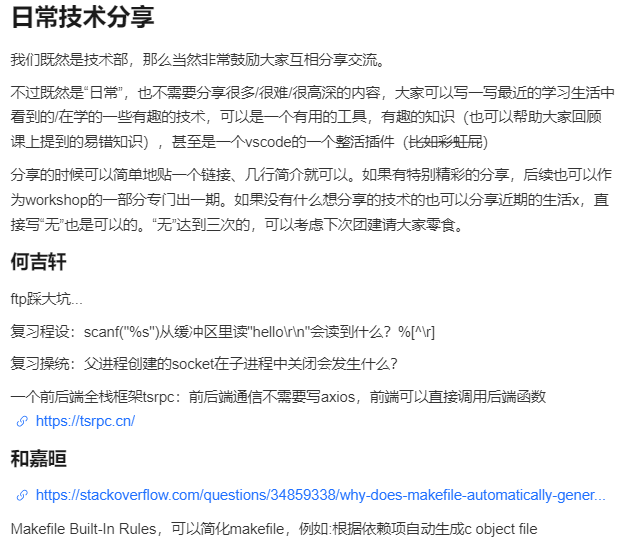 日常技术分享
我们既然是技术部，那么当然非常鼓励大家互相分享交流。
不过既然是“日常”，也不需要分享很多/很难/很高深的内容，大家可以写一写最近的学习生活中
看到的/在学的一些有趣的技术，可以是一个有用的工具，有趣的知识（也可以帮助大家回顾
课上提到的易错知识），甚至是一个vscode的一个整活插件（比如彩虹屁）
分享的时候可以简单地贴一个链接、几行简介就可以。如果有特别精彩的分享，后续也可以作
为workshop的一部分专门出一期。如果没有什么想分享的技术的也可以分享近期的生活x，直
接写“无”也是可以的。“无”达到三次的，可以考虑下次团建请大家零食。
何吉轩
ftp踩大坑...
复习程设：scanf("%s")从缓冲区里读"hello\r\n"会读到什么？%[^\r]
复习操统：父进程创建的socket在子进程中关闭会发生什么？
一个前后端全栈框架tsrpc：前后端通信不需要写axios，前端可以直接调用后端函数
https://tsrpc.cn/
和嘉晅
https://stackoverflow.com/questions/34859338/why-does-makefile-automatically-gener...
Makefile Built-In Rules，可以简化makefile，例如:根据依赖项自动生成c object file